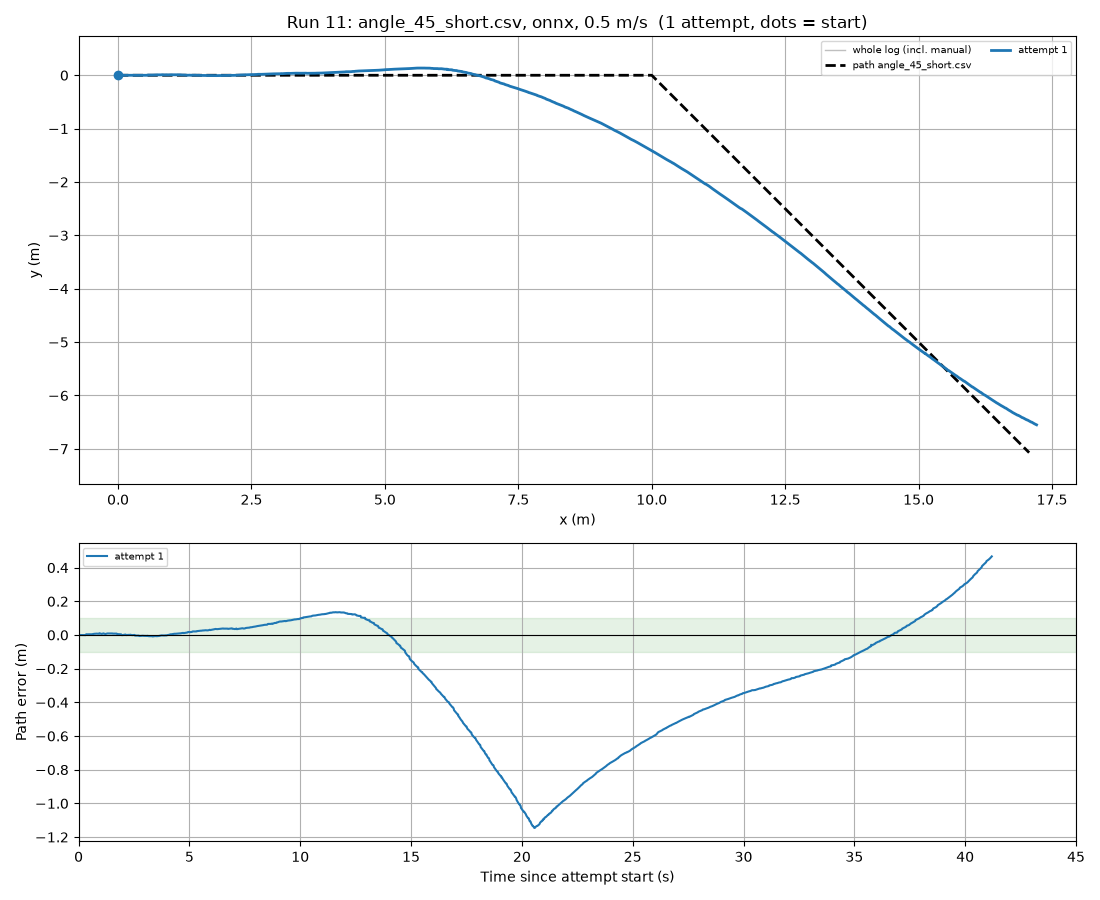 Run 11: angle_45_short.csv, onnx, 0.5 m/s  (1 attempt, dots = start)
whole log (incl. manual)
path angle_45_short.csv
attempt 1
y (m)
0
−1
−2
−3
−4
−5
−6
−7
0.0 2.5 5.0 7.5 10.0 12.5 15.0 17.5
x (m)
attempt 1
Path error (m)
0.4
0.2
0.0
−0.2
−0.4
−0.6
−0.8
−1.0
−1.2
0 5 10 15 20 25 30 35 40 45
Time since attempt start (s)